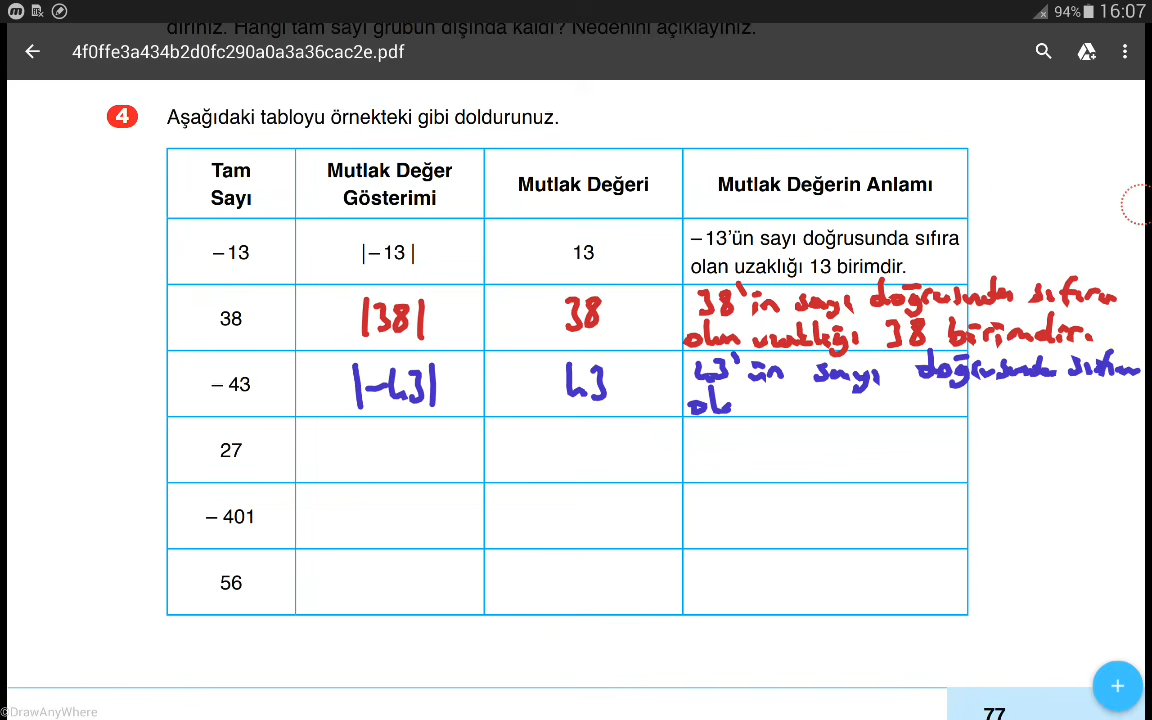 94% 16:07
diriniz. Hangi tam sayı grubun dışında kaldı? Nedenini açıklayınız.
4f0ffe3a434b2d0fc290a0a3a36cac2e.pdf
4 Aşağıdaki tabloyu örnekteki gibi doldurunuz.
Tam Sayı
Mutlak Değer Gösterimi
Mutlak Değeri
Mutlak Değerin Anlamı
–13 |–13| 13
–13’ün sayı doğrusunda sıfıra
olan uzaklığı 13 birimdir.
38 |38| 38
38'in sayı doğrusunda sıfıra
olan uzaklığı 38 birimdir.
– 43 |-43| 43
43'ün sayı doğrusunda sıfıra
ol
27
– 401
56
77
©DrawAnyWhere